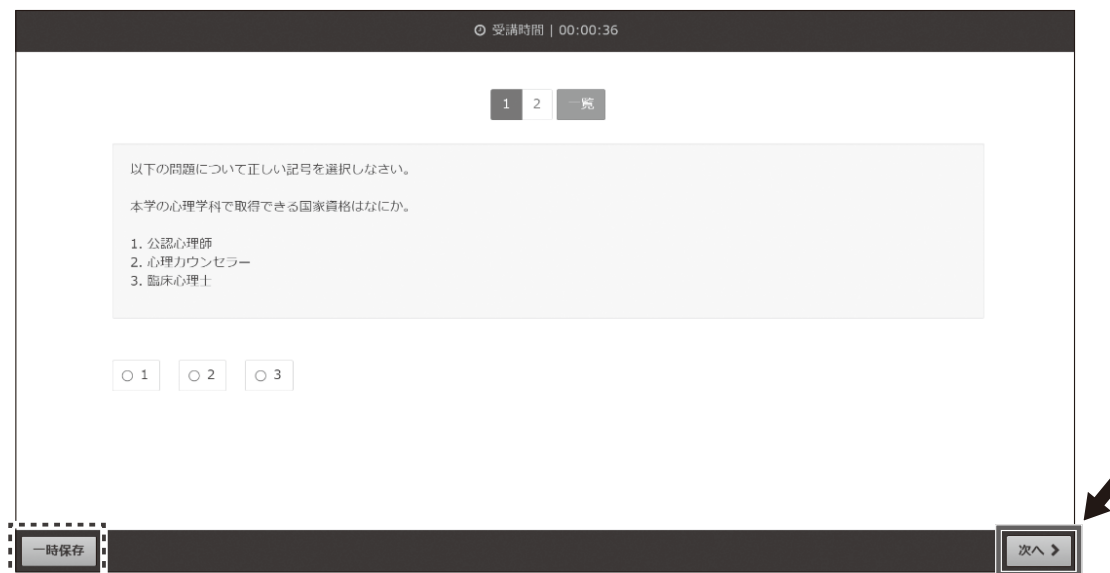 受講時間 | 00:00:36
1 2 一覧
以下の問題について正しい記号を選択しなさい。
本学の心理学科で取得できる国家資格はなにか。
1. 公認心理師
2. 心理カウンセラー
3. 臨床心理士
1 2 3
一時保存 次へ